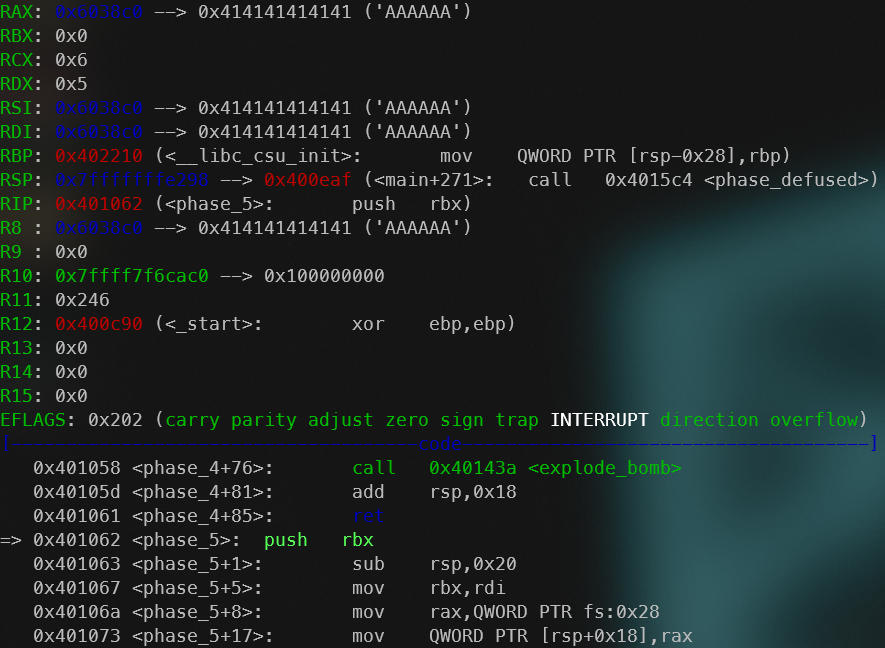 RAX: 0x6038c0 --> 0x414141414141 ('AAAAAA')
RBX: 0x0
RCX: 0x6
RDX: 0x5
RSI: 0x6038c0 --> 0x414141414141 ('AAAAAA')
RDI: 0x6038c0 --> 0x414141414141 ('AAAAAA')
RBP: 0x402210 (<__libc_csu_init>:        mov    QWORD PTR [rsp-0x28],rbp)
RSP: 0x7fffffffe298 --> 0x400eaf (<main+271>:   call   0x4015c4 <phase_defused>)
RIP: 0x401062 (<phase_5>:       push   rbx)
R8 : 0x6038c0 --> 0x414141414141 ('AAAAAA')
R9 : 0x0
R10: 0x7ffff7f6cac0 --> 0x100000000
R11: 0x246
R12: 0x400c90 (<_start>:        xor    ebp,ebp)
R13: 0x0
R14: 0x0
R15: 0x0
EFLAGS: 0x202 (carry parity adjust zero sign trap INTERRUPT direction overflow)
[-------------------------------------code-------------------------------------]
   0x401058 <phase_4+76>:       call   0x40143a <explode_bomb>
   0x40105d <phase_4+81>:       add    rsp,0x18
   0x401061 <phase_4+85>:       ret
=> 0x401062 <phase_5>:  push   rbx
   0x401063 <phase_5+1>:        sub    rsp,0x20
   0x401067 <phase_5+5>:        mov    rbx,rdi
   0x40106a <phase_5+8>:        mov    rax,QWORD PTR fs:0x28
   0x401073 <phase_5+17>:       mov    QWORD PTR [rsp+0x18],rax